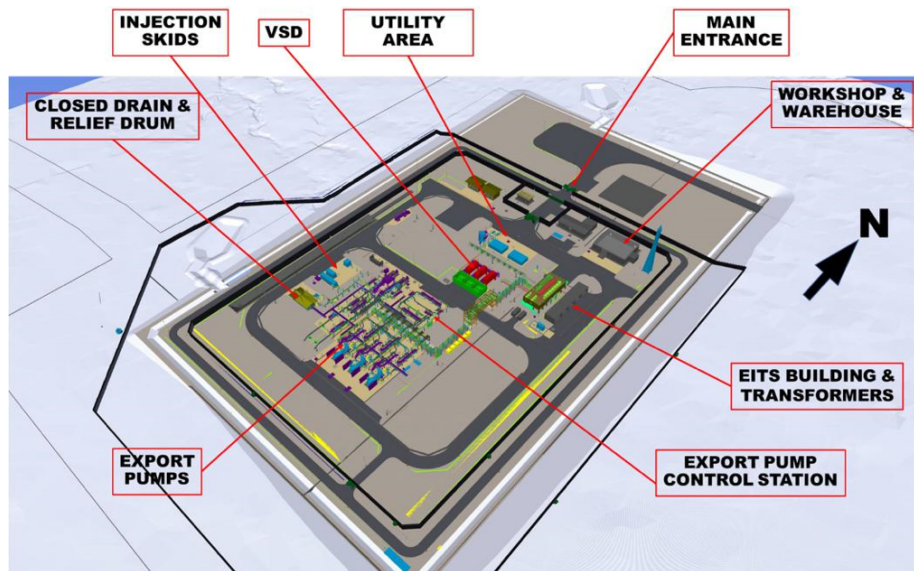 INJECTION
SKIDS
VSD
UTILITY
AREA
MAIN
ENTRANCE
CLOSED DRAIN &
RELIEF DRUM
WORKSHOP &
WAREHOUSE
N
EITS BUILDING &
TRANSFORMERS
EXPORT
PUMPS
EXPORT PUMP
CONTROL STATION